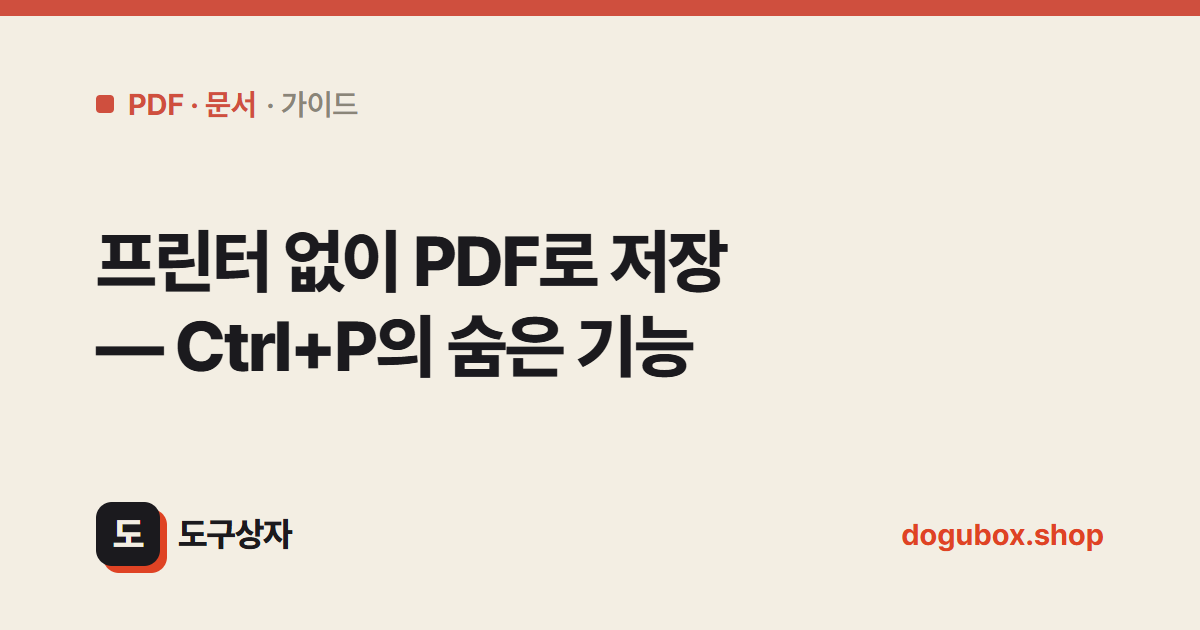 PDF · 문서 · 가이드
프린터 없이 PDF로 저장
— Ctrl+P의 숨은 기능
도 도구상자
dogubox.shop